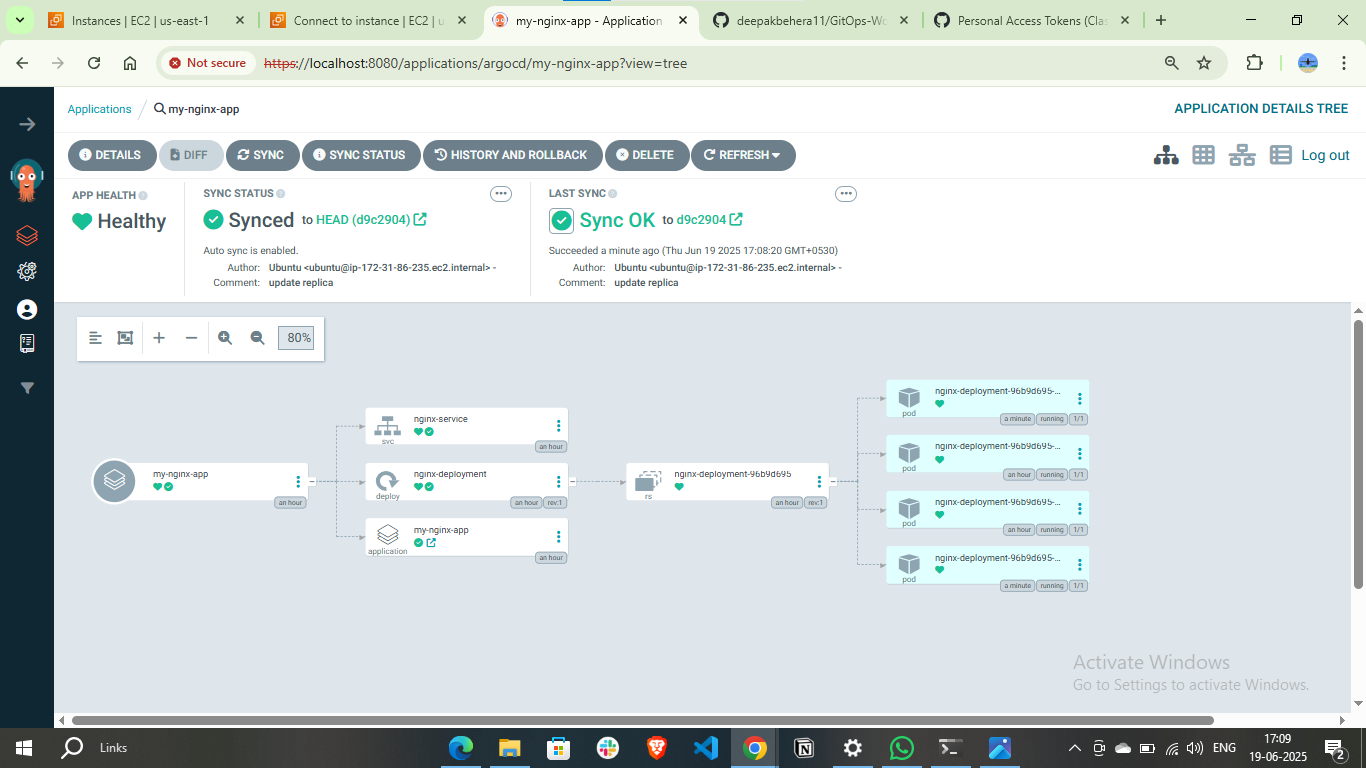 Instances | EC2 | us-east-1
Connect to instance | EC2 | u
my-nginx-app - Application
deepakbehera11/GitOps-Wo
Personal Access Tokens (Clas
Not secure
https://localhost:8080/applications/argocd/my-nginx-app?view=tree
Applications / my-nginx-app
APPLICATION DETAILS TREE
DETAILS
DIFF
SYNC
SYNC STATUS
HISTORY AND ROLLBACK
DELETE
REFRESH
Log out
APP HEALTH
Healthy
SYNC STATUS
Synced to HEAD (d9c2904)
Auto sync is enabled.
Author: Ubuntu <ubuntu@ip-172-31-86-235.ec2.internal> -
Comment: update replica
LAST SYNC
Sync OK to d9c2904
Succeeded a minute ago (Thu Jun 19 2025 17:08:20 GMT+0530)
Author: Ubuntu <ubuntu@ip-172-31-86-235.ec2.internal> -
Comment: update replica
80%
my-nginx-app
an hour
nginx-service
svc
an hour
nginx-deployment
deploy
an hour rev:1
my-nginx-app
application
an hour
nginx-deployment-96b9d695
rs
an hour rev:1
nginx-deployment-96b9d695-...
pod
a minute running 1/1
nginx-deployment-96b9d695-...
pod
an hour running 1/1
nginx-deployment-96b9d695-...
pod
an hour running 1/1
nginx-deployment-96b9d695-...
pod
a minute running 1/1
Activate Windows
Go to Settings to activate Windows.
Links
ENG
17:09
19-06-2025
2